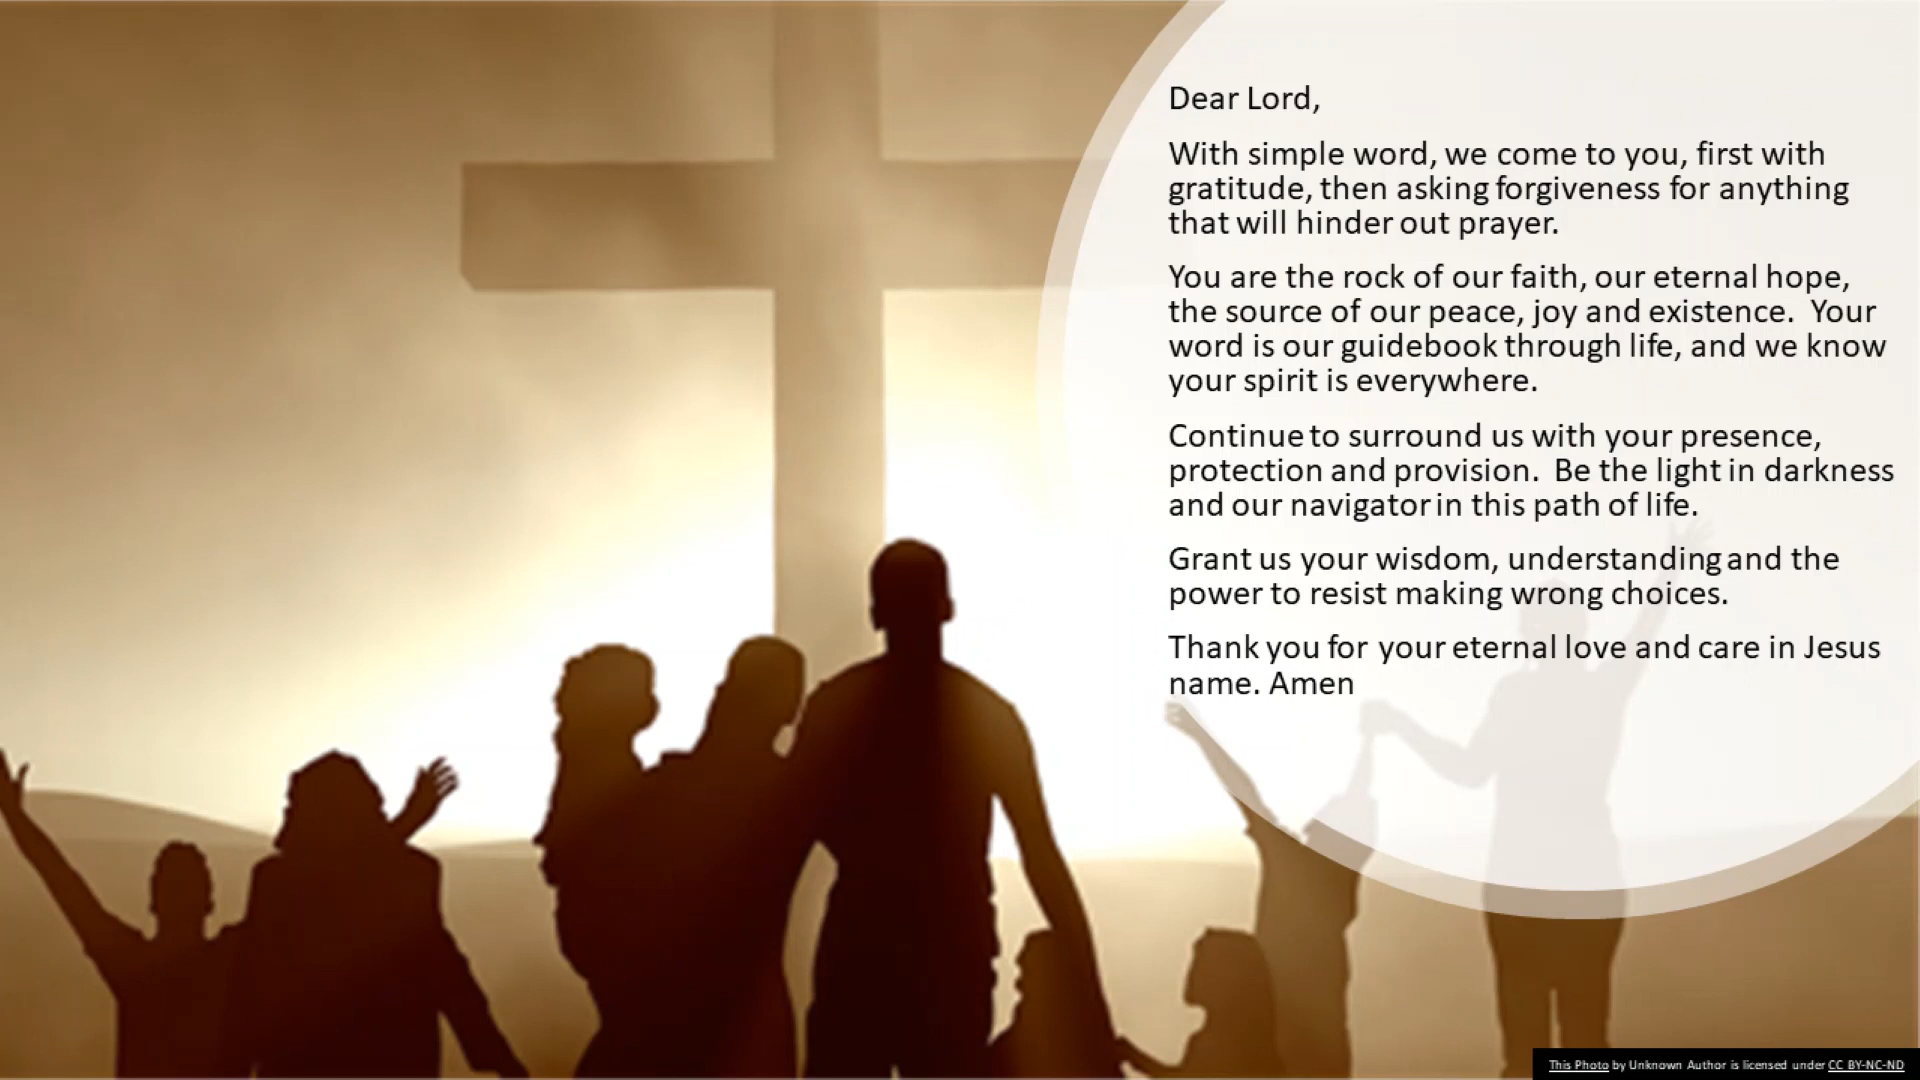 Dear Lord,
With simple word, we come to you, first with
gratitude, then asking forgiveness for anything
that will hinder out prayer.
You are the rock of our faith, our eternal hope,
the source of our peace, joy and existence.  Your
word is our guidebook through life, and we know
your spirit is everywhere.
Continue to surround us with your presence,
protection and provision.  Be the light in darkness
and our navigator in this path of life.
Grant us your wisdom, understanding and the
power to resist making wrong choices.
Thank you for your eternal love and care in Jesus
name. Amen
This Photo by Unknown Author is licensed under CC BY-NC-ND